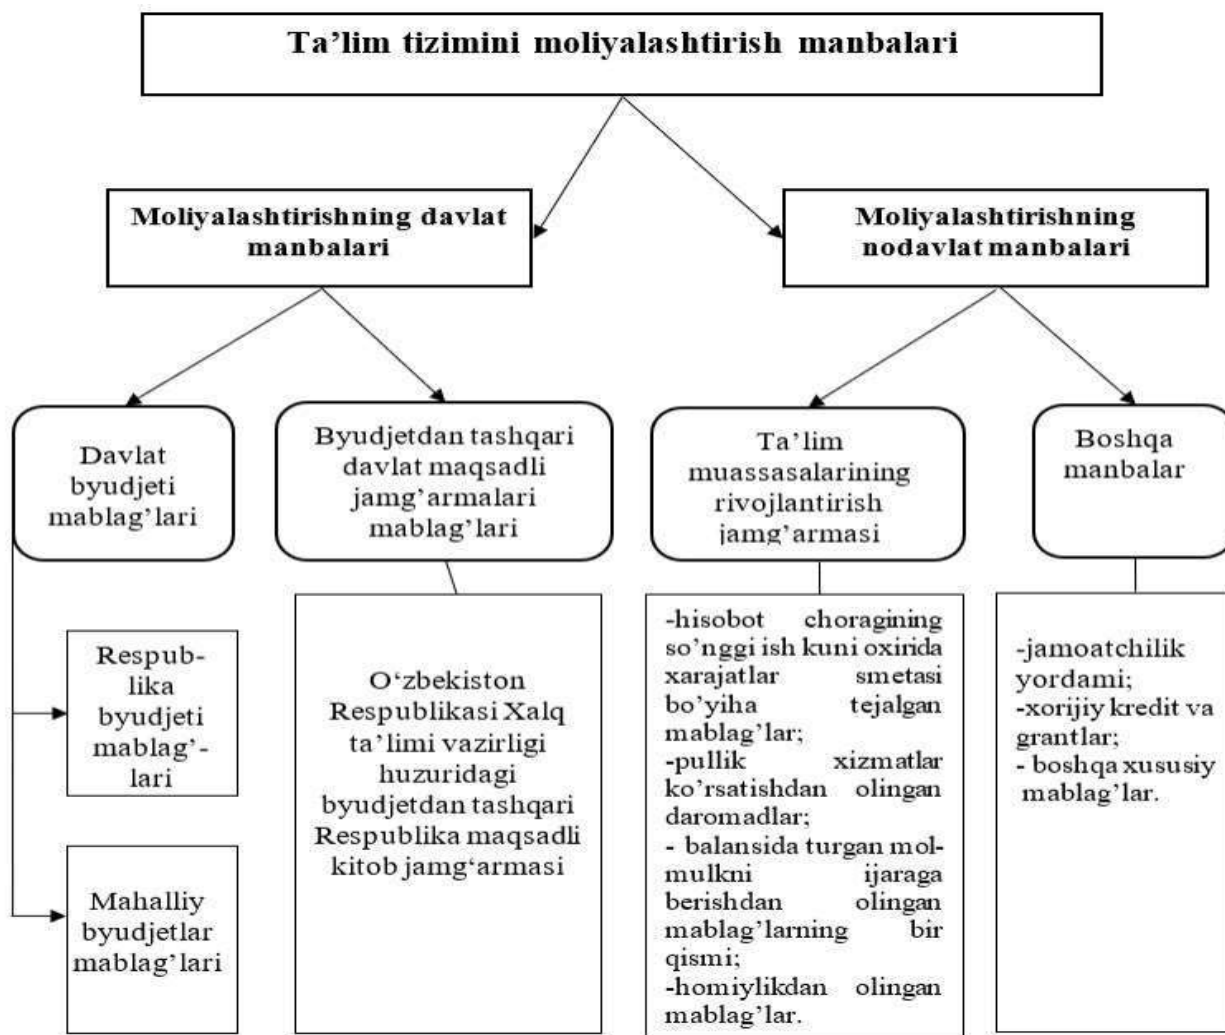 Ta’lim tizimini moliyalashtirish manbalari
Moliyalashtirishning davlat
manbalari
Moliyalashtirishning
nodavlat manbalari
Davlat
byudjeti
mablag’lari
Byudjetdan tashqari
davlat maqsadli
jamg’armalari
mablag’lari
Ta’lim
muassasalarining
rivojlantirish
jamg’armasi
Boshqa
manbalar
Respub-
lika
byudjeti
mablag’-
lari
Mahalliy
byudjetlar
mablag’lari
O‘zbekiston
Respublikasi Xalq
ta’limi vazirligi
huzuridagi
byudjetdan tashqari
Respublika maqsadli
kitob jamg‘armasi
-hisobot choragining
so’nggi ish kuni oxirida
xarajatlar smetasi
bo’yiha tejalgan
mablag’lar;
-pullik xizmatlar
ko’rsatishdan olingan
daromadlar;
- balansida turgan mol-
mulkni ijaraga
berishdan olingan
mablag’larning bir
qismi;
-homiylikdan olingan
mablag’lar.
-jamoatchilik
yordami;
-xorijiy kredit va
grantlar;
- boshqa xususiy
mablag’lar.